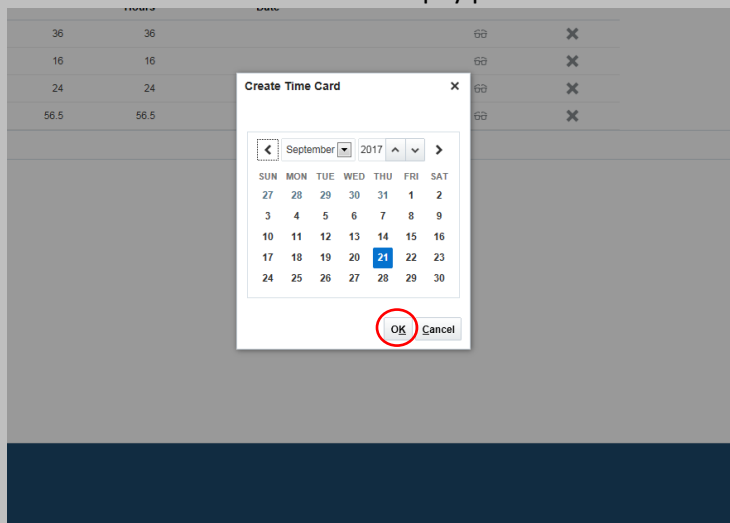 Hours Date
36 36
16 16
24 24
56.5 56.5
Create Time Card
September 2017
SUN MON TUE WED THU FRI SAT
27 28 29 30 31 1 2
3 4 5 6 7 8 9
10 11 12 13 14 15 16
17 18 19 20 21 22 23
24 25 26 27 28 29 30
OK Cancel